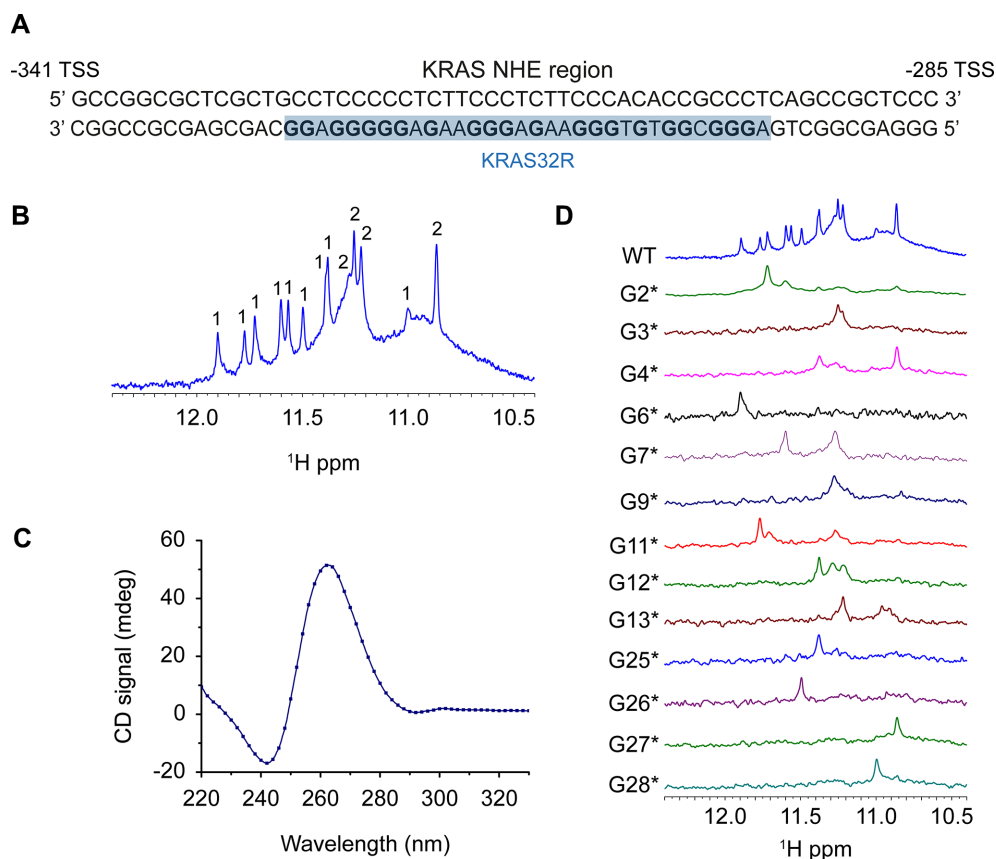 A
-341 TSS KRAS NHE region -285 TSS
5' GCCGGCGCTCGCTGCCTCCCCCTCTTCCCTCTTCCCACACCGCCCTCAGCCGCTCCC 3'
3' CGGCCGCGAGCGACGGAGGGGGAGAAGGGAGAAGGGTGTGGCGGGAGTCGGCGAGGG 5'
KRAS32R
B
1 1 1 11 1 1 2 2 2 1 2
12.0 11.5 11.0 10.5
¹H ppm
C
CD signal (mdeg)
60
40
20
0
-20
220 240 260 280 300 320
Wavelength (nm)
D
WT
G2*
G3*
G4*
G6*
G7*
G9*
G11*
G12*
G13*
G25*
G26*
G27*
G28*
12.0 11.5 11.0 10.5
¹H ppm